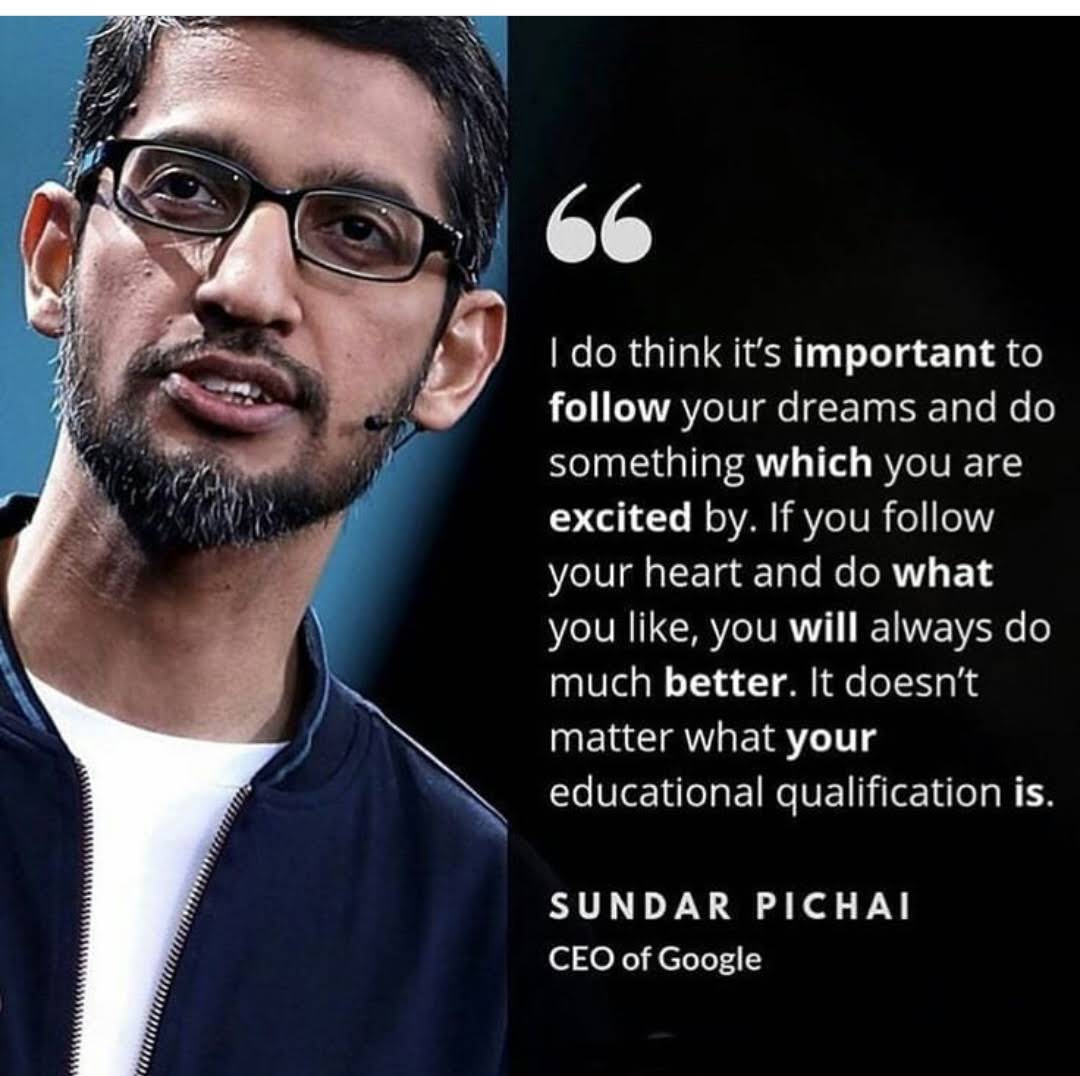 “
I do think it’s important to
follow your dreams and do
something which you are
excited by. If you follow
your heart and do what
you like, you will always do
much better. It doesn’t
matter what your
educational qualification is.
SUNDAR PICHAI
CEO of Google